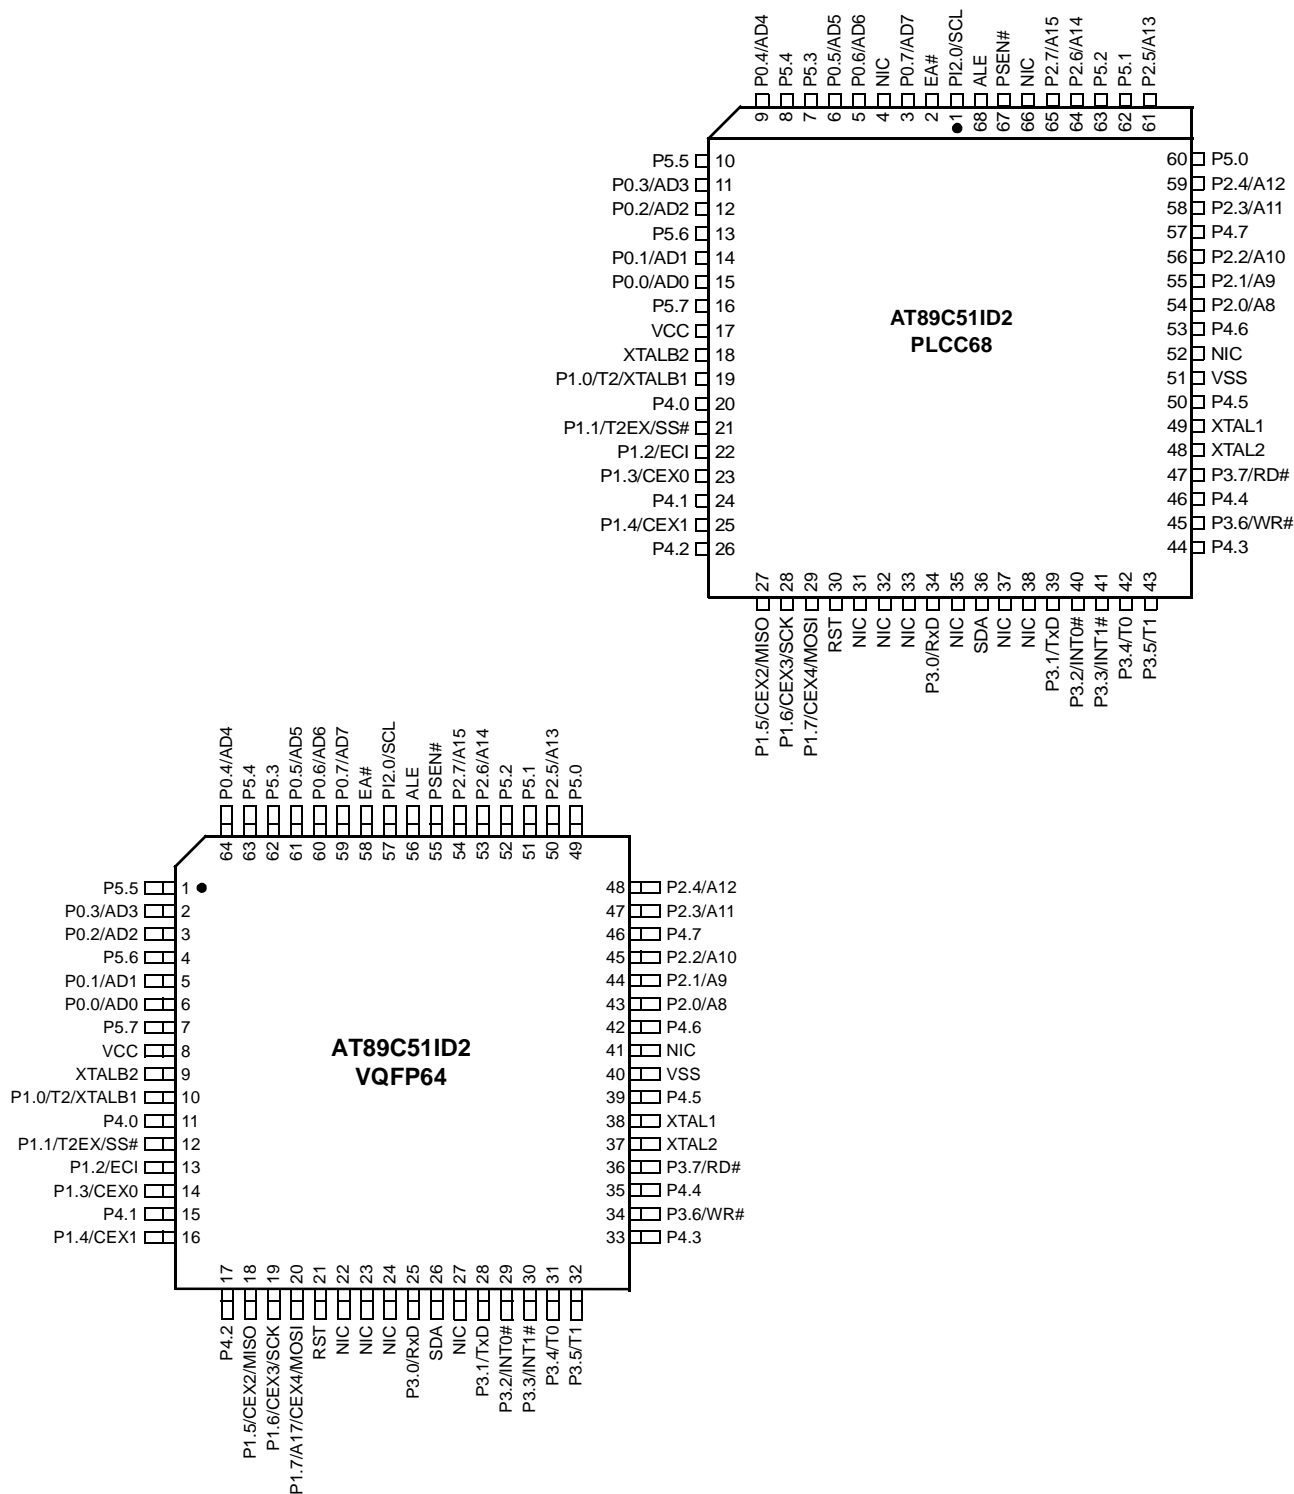 P0.4/AD4
P5.4
P5.3
P0.5/AD5
P0.6/AD6
NIC
P0.7/AD7
EA#
PI2.0/SCL
ALE
PSEN#
NIC
P2.7/A15
P2.6/A14
P5.2
P5.1
P2.5/A13
9 8 7 6 5 4 3 2 1 68 67 66 65 64 63 62 61
P5.5 10
P0.3/AD3 11
P0.2/AD2 12
P5.6 13
P0.1/AD1 14
P0.0/AD0 15
P5.7 16
VCC 17
XTALB2 18
P1.0/T2/XTALB1 19
P4.0 20
P1.1/T2EX/SS# 21
P1.2/ECI 22
P1.3/CEX0 23
P4.1 24
P1.4/CEX1 25
P4.2 26
AT89C51ID2
PLCC68
60 P5.0
59 P2.4/A12
58 P2.3/A11
57 P4.7
56 P2.2/A10
55 P2.1/A9
54 P2.0/A8
53 P4.6
52 NIC
51 VSS
50 P4.5
49 XTAL1
48 XTAL2
47 P3.7/RD#
46 P4.4
45 P3.6/WR#
44 P4.3
27 28 29 30 31 32 33 34 35 36 37 38 39 40 41 42 43
P1.5/CEX2/MISO
P1.6/CEX3/SCK
P1.7/CEX4/MOSI
RST
NIC
NIC
NIC
P3.0/RxD
NIC
SDA
NIC
NIC
P3.1/TxD
P3.2/INT0#
P3.3/INT1#
P3.4/T0
P3.5/T1
P0.4/AD4
P5.4
P5.3
P0.5/AD5
P0.6/AD6
P0.7/AD7
EA#
PI2.0/SCL
ALE
PSEN#
P2.7/A15
P2.6/A14
P5.2
P5.1
P2.5/A13
P5.0
64 63 62 61 60 59 58 57 56 55 54 53 52 51 50 49
P5.5 1
P0.3/AD3 2
P0.2/AD2 3
P5.6 4
P0.1/AD1 5
P0.0/AD0 6
P5.7 7
VCC 8
XTALB2 9
P1.0/T2/XTALB1 10
P4.0 11
P1.1/T2EX/SS# 12
P1.2/ECI 13
P1.3/CEX0 14
P4.1 15
P1.4/CEX1 16
AT89C51ID2
VQFP64
48 P2.4/A12
47 P2.3/A11
46 P4.7
45 P2.2/A10
44 P2.1/A9
43 P2.0/A8
42 P4.6
41 NIC
40 VSS
39 P4.5
38 XTAL1
37 XTAL2
36 P3.7/RD#
35 P4.4
34 P3.6/WR#
33 P4.3
17 18 19 20 21 22 23 24 25 26 27 28 29 30 31 32
P4.2
P1.5/CEX2/MISO
P1.6/CEX3/SCK
P1.7/A17/CEX4/MOSI
RST
NIC
NIC
NIC
P3.0/RxD
SDA
NIC
P3.1/TxD
P3.2/INT0#
P3.3/INT1#
P3.4/T0
P3.5/T1